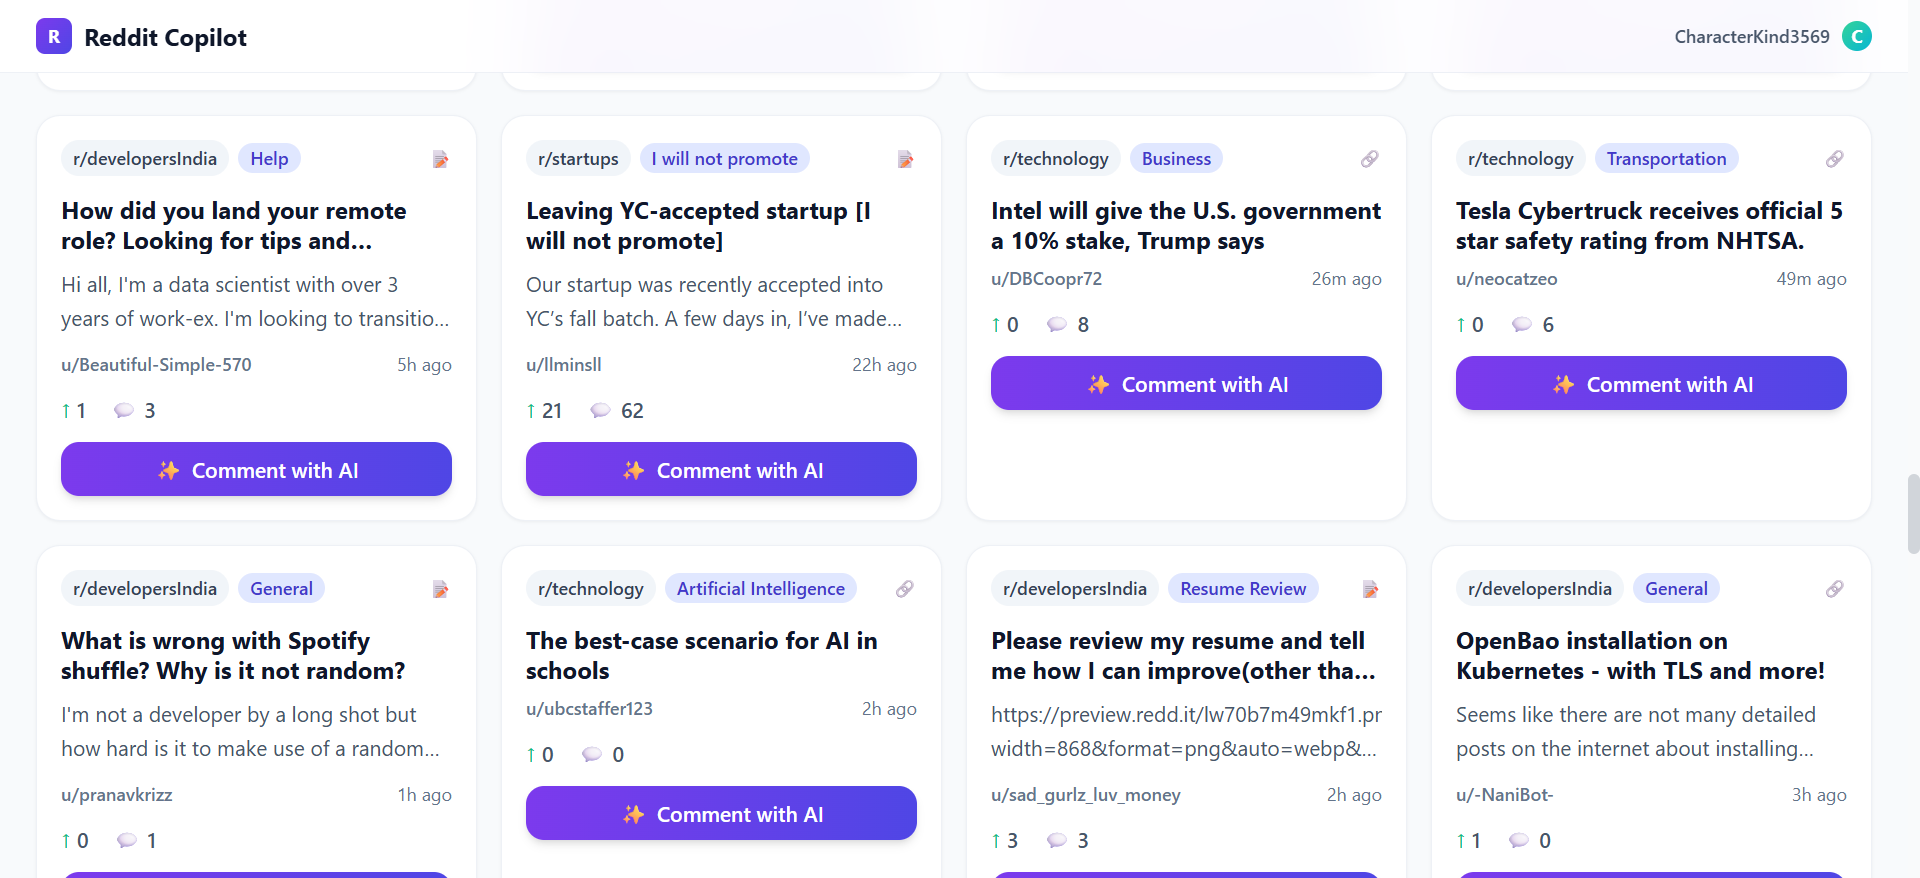 R Reddit Copilot
CharacterKind3569 C
r/developersIndia Help
How did you land your remote
role? Looking for tips and...
Hi all, I'm a data scientist with over 3
years of work-ex. I'm looking to transitio...
u/Beautiful-Simple-570 5h ago
↑ 1 3
✨ Comment with AI
r/startups I will not promote
Leaving YC-accepted startup [I
will not promote]
Our startup was recently accepted into
YC’s fall batch. A few days in, I’ve made...
u/llminsll 22h ago
↑ 21 62
✨ Comment with AI
r/technology Business
Intel will give the U.S. government
a 10% stake, Trump says
u/DBCoopr72 26m ago
↑ 0 8
✨ Comment with AI
r/technology Transportation
Tesla Cybertruck receives official 5
star safety rating from NHTSA.
u/neocatzeo 49m ago
↑ 0 6
✨ Comment with AI
r/developersIndia General
What is wrong with Spotify
shuffle? Why is it not random?
I'm not a developer by a long shot but
how hard is it to make use of a random...
u/pranavkrizz 1h ago
↑ 0 1
r/technology Artificial Intelligence
The best-case scenario for AI in
schools
u/ubcstaffer123 2h ago
↑ 0 0
✨ Comment with AI
r/developersIndia Resume Review
Please review my resume and tell
me how I can improve(other tha...
https://preview.redd.it/lw70b7m49mkf1.pr
width=868&format=png&auto=webp&...
u/sad_gurlz_luv_money 2h ago
↑ 3 3
r/developersIndia General
OpenBao installation on
Kubernetes - with TLS and more!
Seems like there are not many detailed
posts on the internet about installing...
u/-NaniBot- 3h ago
↑ 1 0